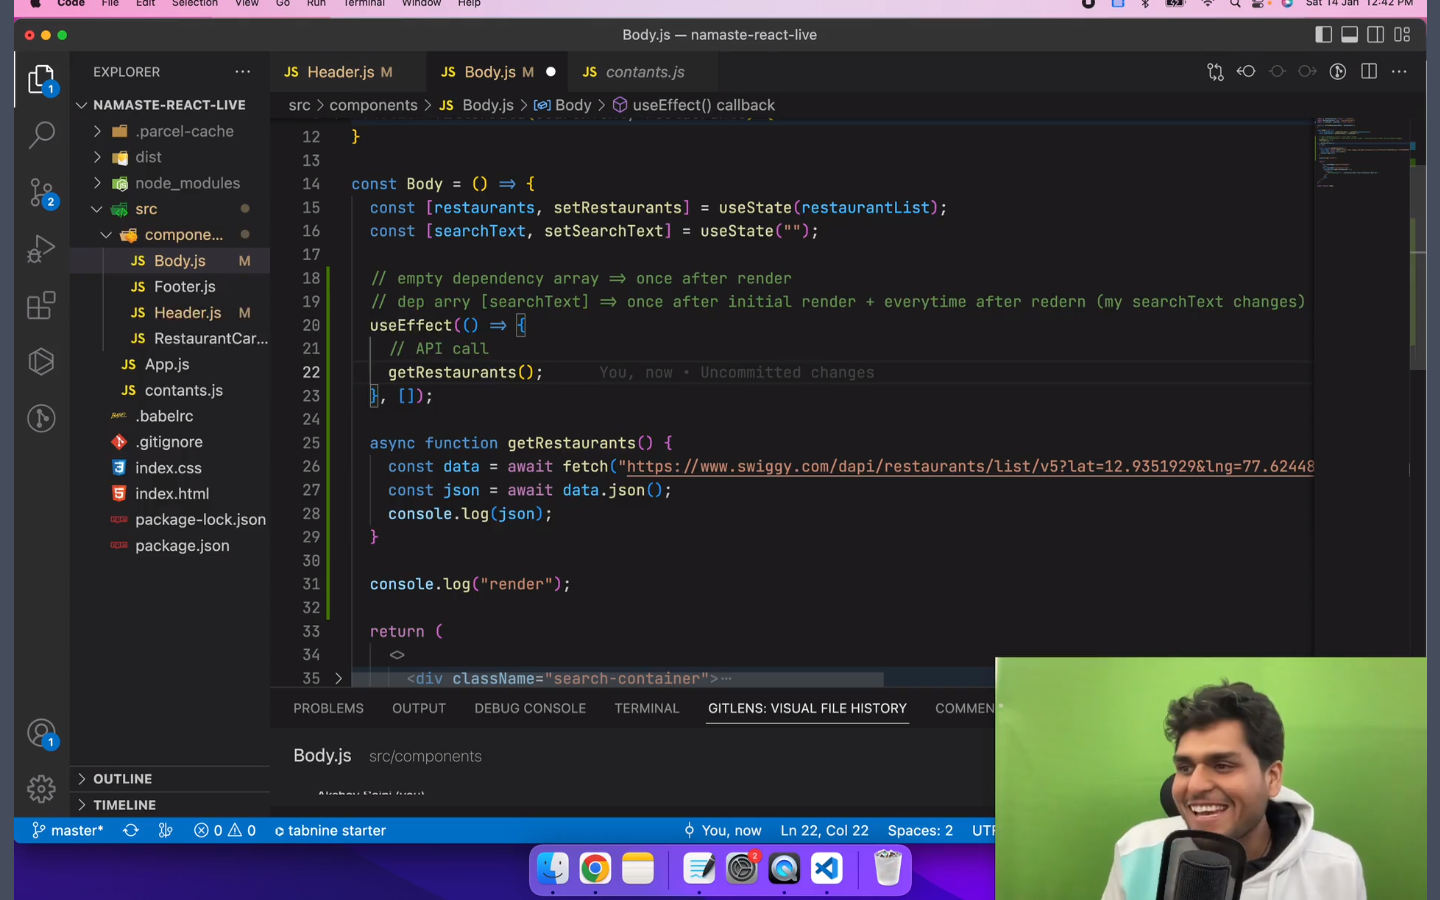 Code File Edit Selection View Go Run Terminal Window Help
Sat 14 Jan 12:42 PM
Body.js — namaste-react-live
EXPLORER
Header.js M
Body.js M
contants.js
NAMASTE-REACT-LIVE
src > components > Body.js > Body > useEffect() callback
.parcel-cache
dist
node_modules
src
compone...
Body.js M
Footer.js
Header.js M
RestaurantCar...
App.js
contants.js
.babelrc
.gitignore
index.css
index.html
package-lock.json
package.json
OUTLINE
TIMELINE
12 }
13
14 const Body = () => {
15 const [restaurants, setRestaurants] = useState(restaurantList);
16 const [searchText, setSearchText] = useState("");
17
18 // empty dependency array => once after render
19 // dep arry [searchText] => once after initial render + everytime after redern (my searchText changes)
20 useEffect(() => {
21 // API call
22 getRestaurants(); You, now • Uncommitted changes
23 }, []);
24
25 async function getRestaurants() {
26 const data = await fetch("https://www.swiggy.com/dapi/restaurants/list/v5?lat=12.9351929&lng=77.62448
27 const json = await data.json();
28 console.log(json);
29 }
30
31 console.log("render");
32
33 return (
34 <>
35 <div className="search-container">…
PROBLEMS OUTPUT DEBUG CONSOLE TERMINAL GITLENS: VISUAL FILE HISTORY COMMEN
Body.js src/components
master* 0 0 tabnine starter You, now Ln 22, Col 22 Spaces: 2 UTF